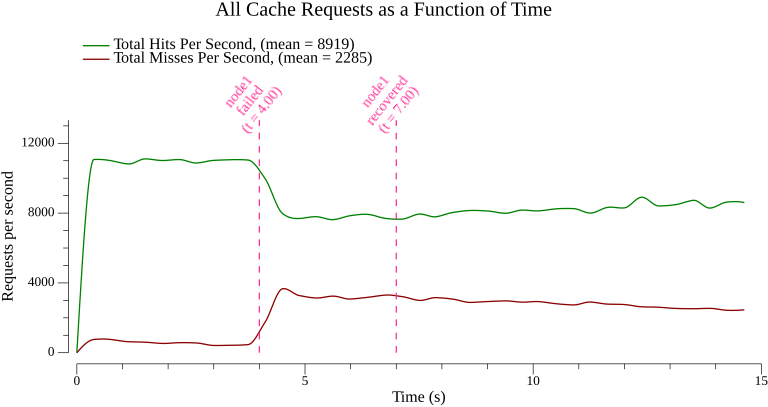 All Cache Requests as a Function of Time
Total Hits Per Second, (mean = 8919)
Total Misses Per Second, (mean = 2285)
node1
failed
(t = 4.00)
node1
recovered
(t = 7.00)
Requests per second
12000
8000
4000
0
0
5
10
15
Time (s)